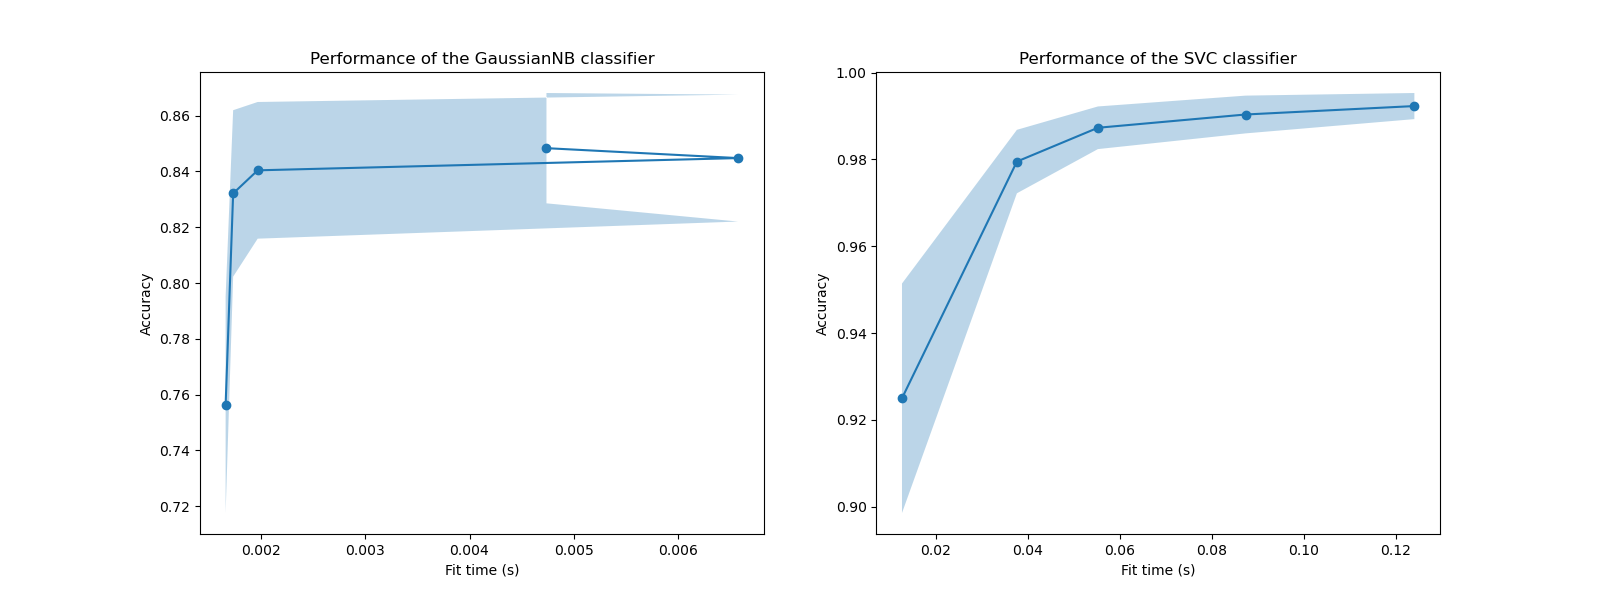 Performance of the GaussianNB classifier
0.86
0.84
0.82
0.80
0.78
0.76
0.74
0.72
Accuracy
0.002 0.003 0.004 0.005 0.006
Fit time (s)
Performance of the SVC classifier
1.00
0.98
0.96
0.94
0.92
0.90
Accuracy
0.02 0.04 0.06 0.08 0.10 0.12
Fit time (s)